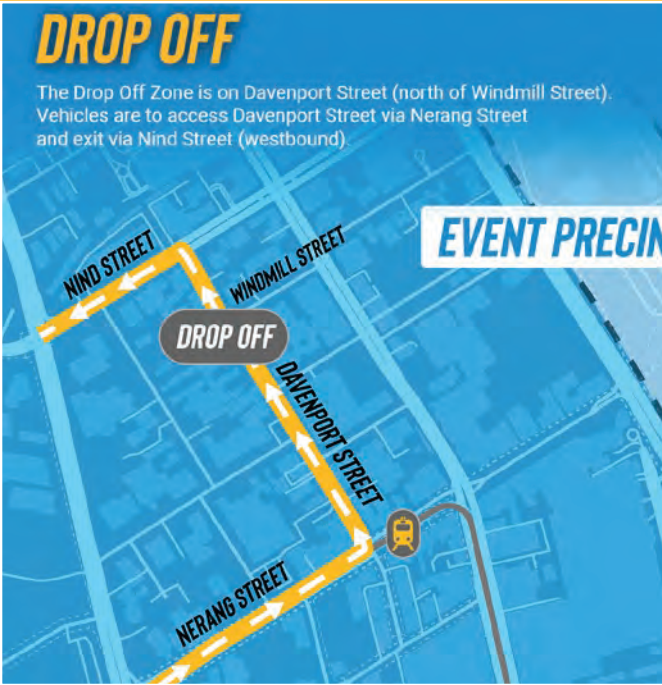 DROP OFF
The Drop Off Zone is on Davenport Street (north of Windmill Street).
Vehicles are to access Davenport Street via Nerang Street
and exit via Nind Street (westbound).
NIND STREET
WINDMILL STREET
EVENT PRECIN
DROP OFF
DAVENPORT STREET
NERANG STREET